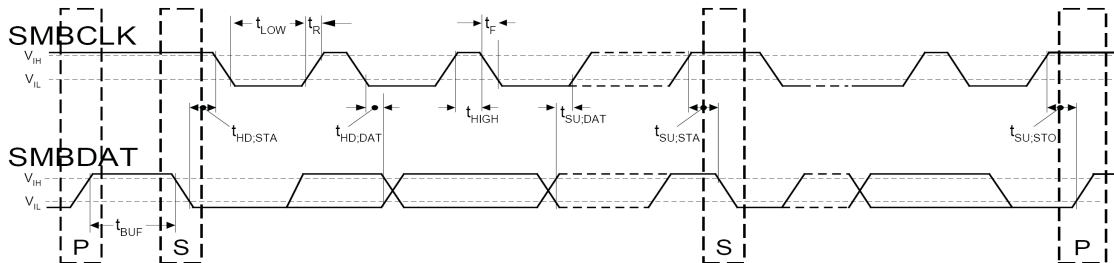 t_LOW t_R t_F
SMBCLK
V_IH
V_IL
t_HD;STA t_HD;DAT t_HIGH t_SU;DAT t_SU;STA t_SU;STO
SMBDAT
V_IH
V_IL
t_BUF
P S S P